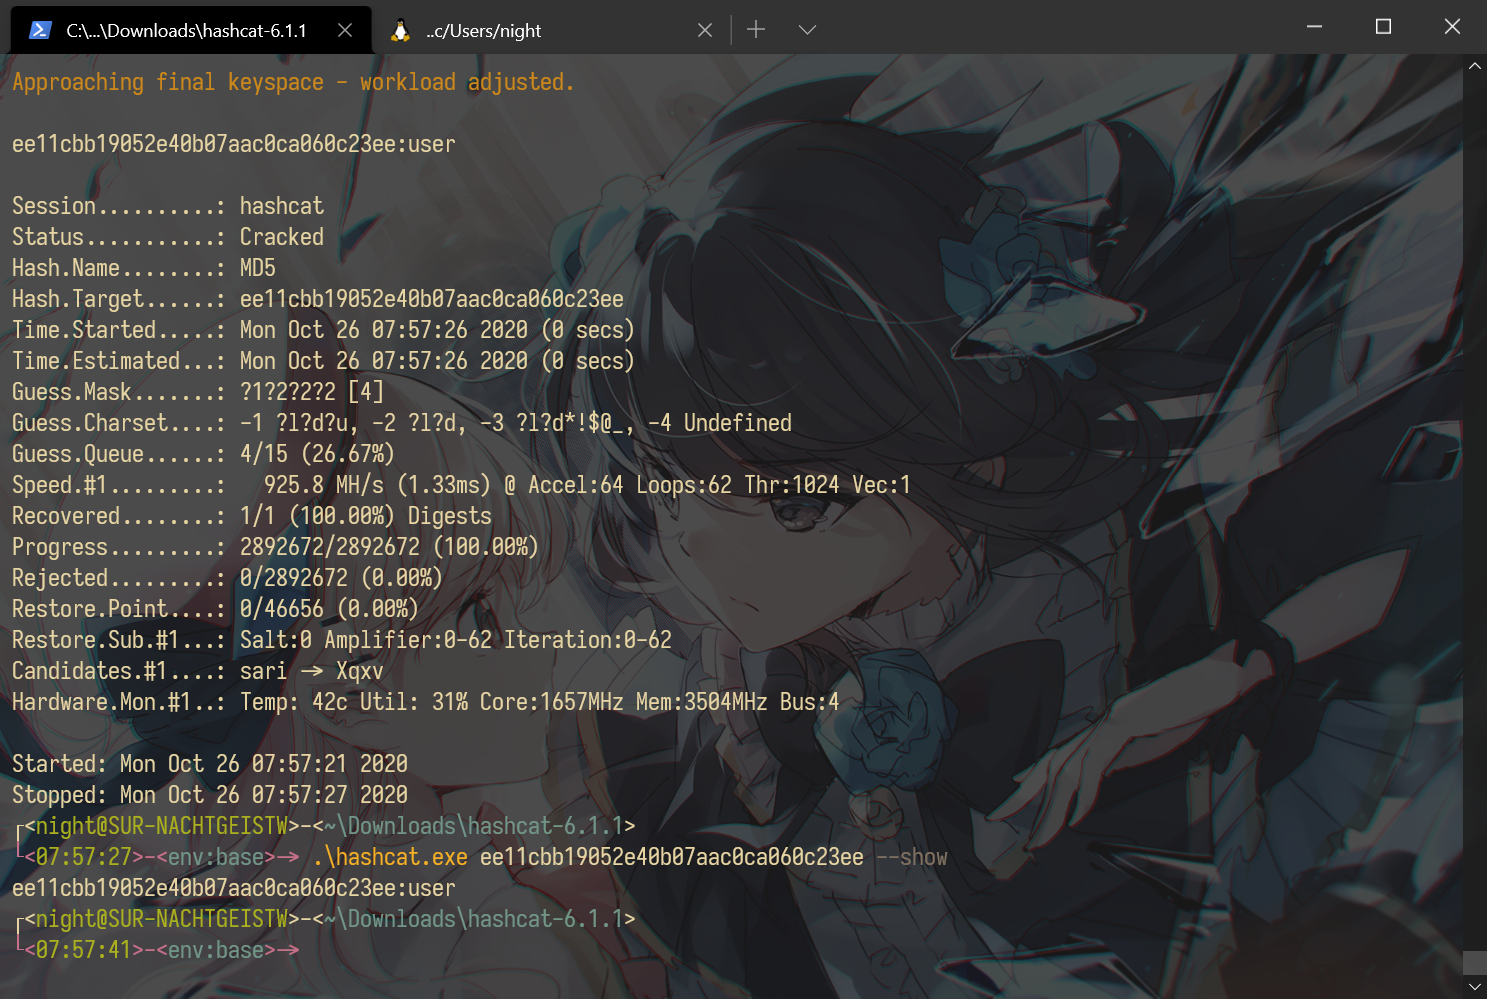 C:\...\Downloads\hashcat-6.1.1
..c/Users/night
Approaching final keyspace - workload adjusted.
ee11cbb19052e40b07aac0ca060c23ee:user
Session..........: hashcat
Status...........: Cracked
Hash.Name........: MD5
Hash.Target......: ee11cbb19052e40b07aac0ca060c23ee
Time.Started.....: Mon Oct 26 07:57:26 2020 (0 secs)
Time.Estimated...: Mon Oct 26 07:57:26 2020 (0 secs)
Guess.Mask.......: ?1?2?2?2 [4]
Guess.Charset....: -1 ?l?d?u, -2 ?l?d, -3 ?l?d*!$@_, -4 Undefined
Guess.Queue......: 4/15 (26.67%)
Speed.#1.........:   925.8 MH/s (1.33ms) @ Accel:64 Loops:62 Thr:1024 Vec:1
Recovered........: 1/1 (100.00%) Digests
Progress.........: 2892672/2892672 (100.00%)
Rejected.........: 0/2892672 (0.00%)
Restore.Point....: 0/46656 (0.00%)
Restore.Sub.#1...: Salt:0 Amplifier:0-62 Iteration:0-62
Candidates.#1....: sari -> Xqxv
Hardware.Mon.#1..: Temp: 42c Util: 31% Core:1657MHz Mem:3504MHz Bus:4
Started: Mon Oct 26 07:57:21 2020
Stopped: Mon Oct 26 07:57:27 2020
┌<night@SUR-NACHTGEISTW>-<~\Downloads\hashcat-6.1.1>
└<07:57:27>-<env:base>-> .\hashcat.exe ee11cbb19052e40b07aac0ca060c23ee --show
ee11cbb19052e40b07aac0ca060c23ee:user
┌<night@SUR-NACHTGEISTW>-<~\Downloads\hashcat-6.1.1>
└<07:57:41>-<env:base>->